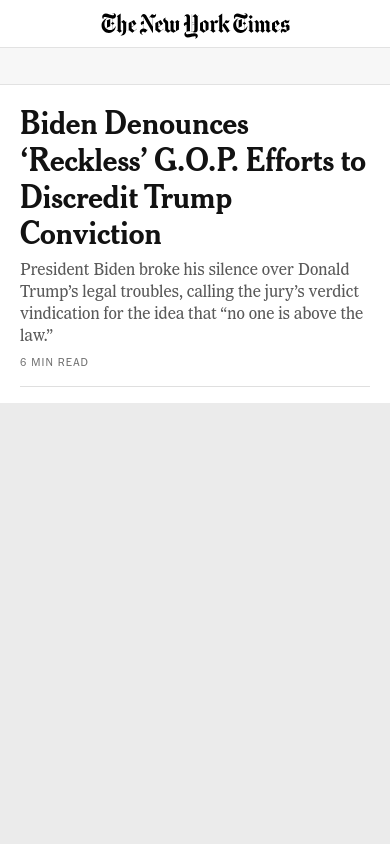 The New York Times
Biden Denounces
‘Reckless’ G.O.P. Efforts to
Discredit Trump
Conviction
President Biden broke his silence over Donald
Trump’s legal troubles, calling the jury’s verdict
vindication for the idea that “no one is above the
law.”
6 MIN READ